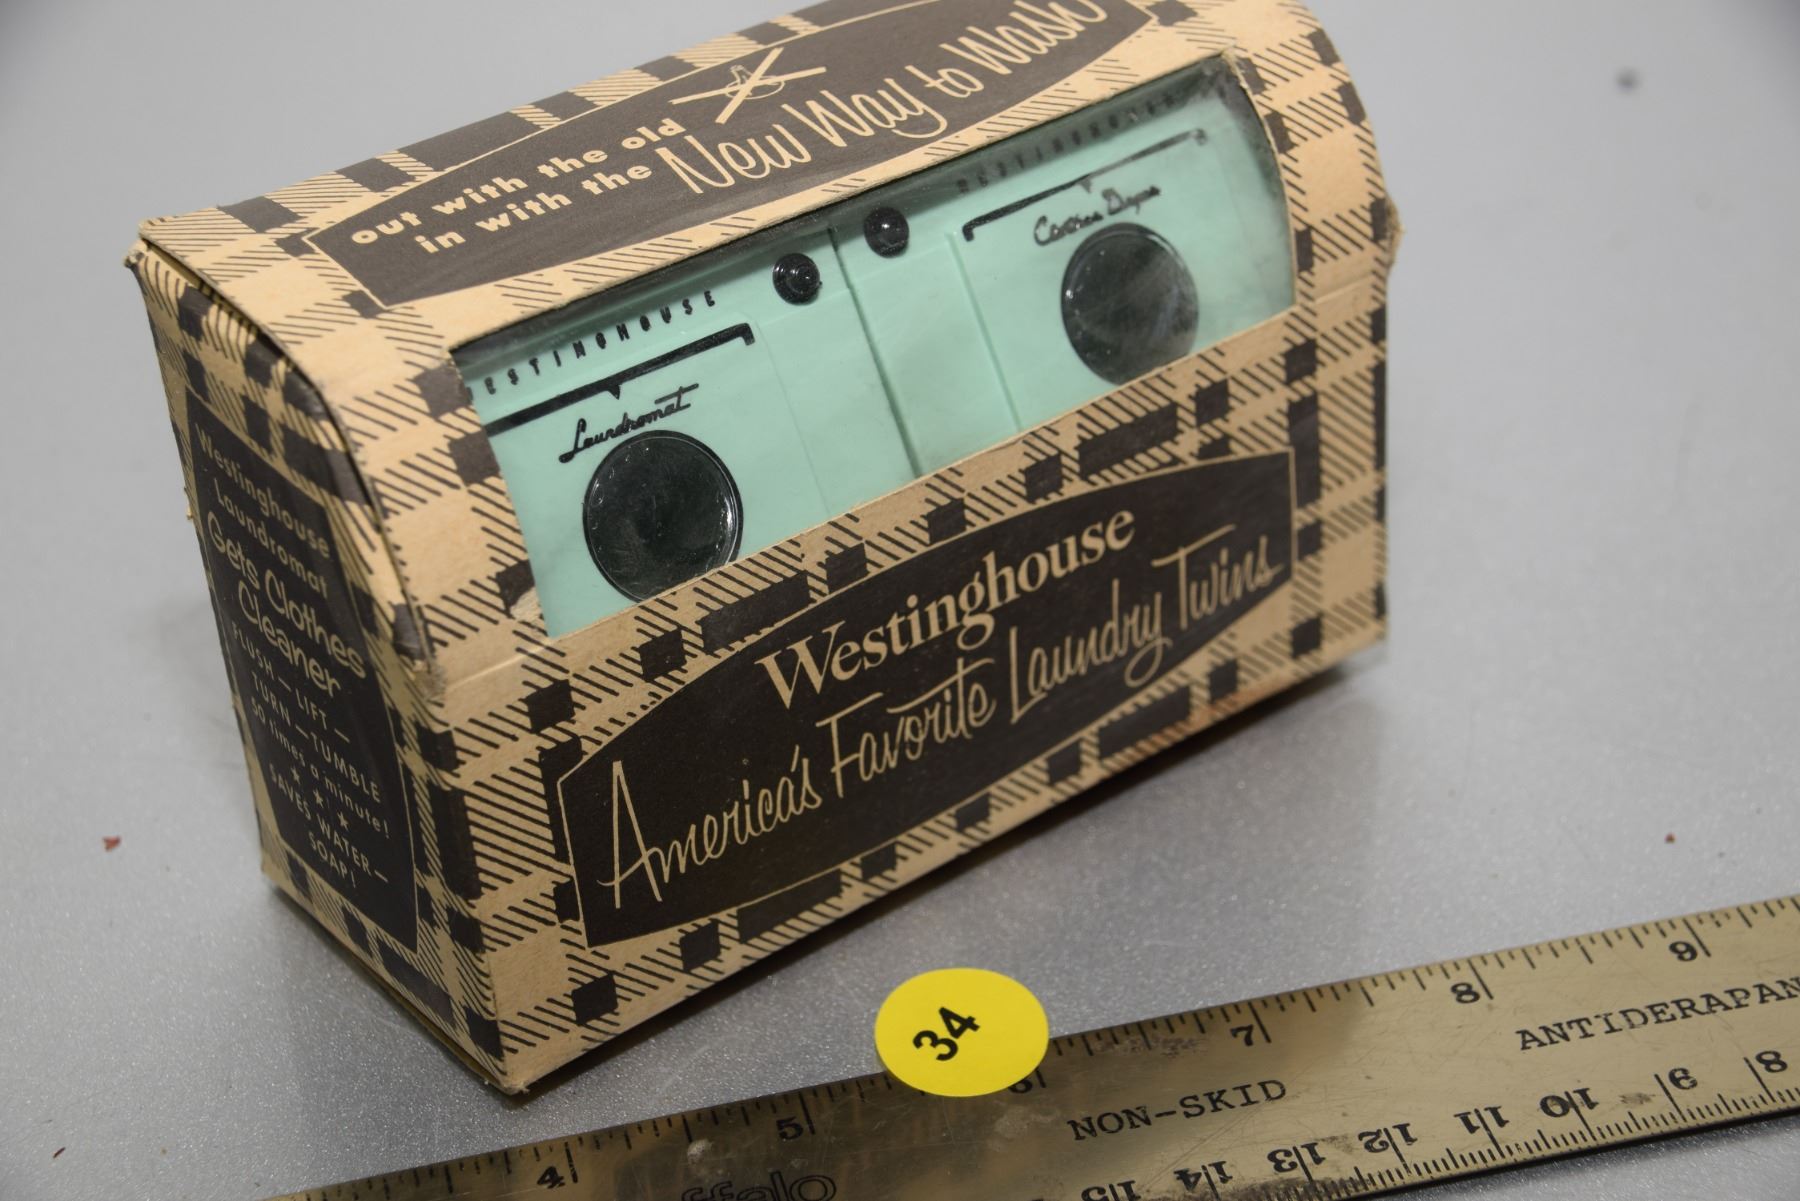 out with the old
in with the
New Way to Wash
WESTINGHOUSE
ESTINGHOUSE
Laundromat
Clothes Dryer
Westinghouse
America's Favorite Laundry Twins
Westinghouse
Laundromat
Gets Clothes
Cleaner
FLUSH — LIFT —
TURN — TUMBLE
50 times a minute!
SAVES WATER —
SOAP!
34
4 5 6 7 8 9
NON-SKID
ANTIDERAPAN
ffalo
15 14 13 12 11 10 9 8